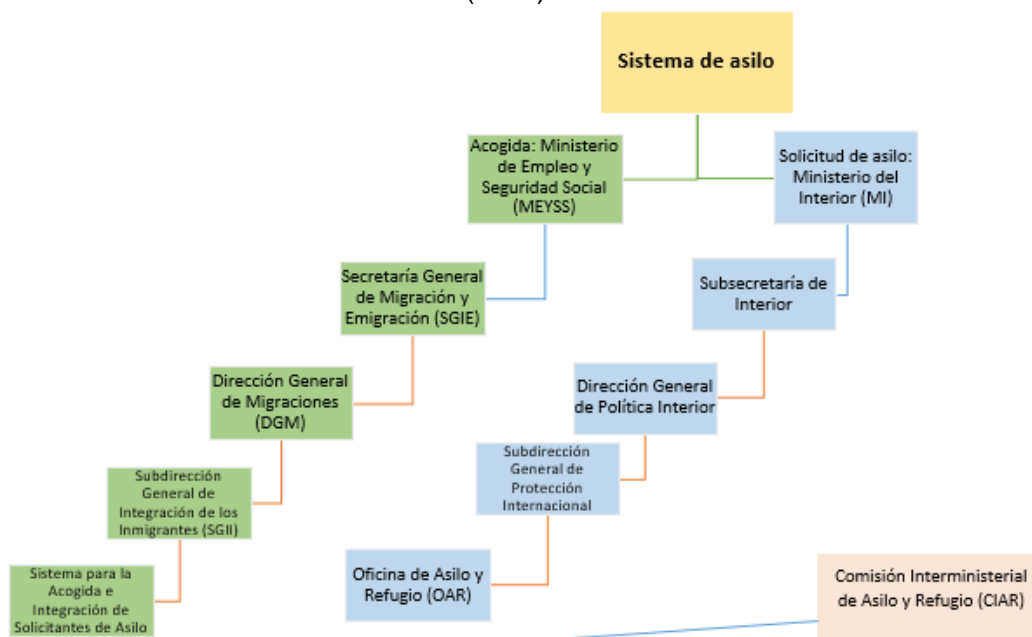 Sistema de asilo
Acogida: Ministerio
de Empleo y
Seguridad Social
(MEYSS)
Solicitud de asilo:
Ministerio del
Interior (MI)
Secretaría General
de Migración y
Emigración (SGIE)
Subsecretaría de
Interior
Dirección General
de Migraciones
(DGM)
Dirección General
de Política Interior
Subdirección
General de
Integración de los
Inmigrantes (SGII)
Subdirección
General de
Protección
Internacional
Sistema para la
Acogida e
Integración de
Solicitantes de Asilo
Oficina de Asilo y
Refugio (OAR)
Comisión Interministerial
de Asilo y Refugio (CIAR)